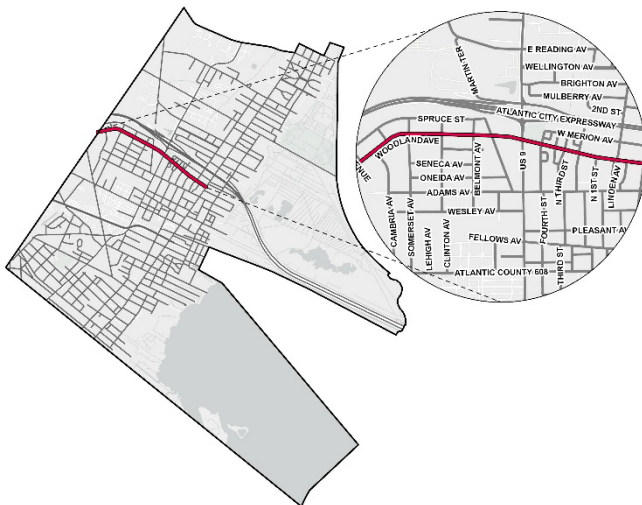 E READING AV
MARTIN TER
WELLINGTON AV
BRIGHTON AV
MULBERRY AV
2ND ST
ATLANTIC CITY EXPRESSWAY
SPRUCE ST
W MERION AV
WOODLANDAVE
ENUE
SENECA AV
ONEIDA AV
ADAMS AV
BELMONT AV
US 9
N THIRD ST
N 1ST ST
LINDEN AV
CAMBRIA AV
SOMERSET AV
WESLEY AV
LEHIGH AV
CLINTON AV
FELLOWS AV
FOURTH ST
PLEASANT AV
THIRD ST
ATLANTIC COUNTY 608